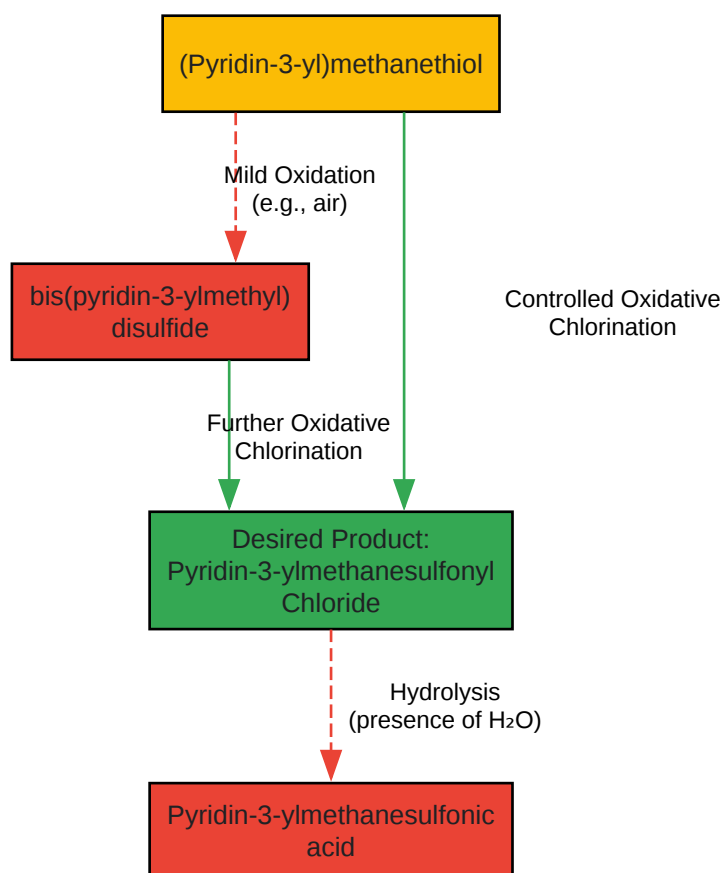 (Pyridin-3-yl)methanethiol
Mild Oxidation
(e.g., air)
bis(pyridin-3-ylmethyl)
disulfide
Controlled Oxidative
Chlorination
Further Oxidative
Chlorination
Desired Product:
Pyridin-3-ylmethanesulfonyl
Chloride
Hydrolysis
(presence of H₂O)
Pyridin-3-ylmethanesulfonic
acid